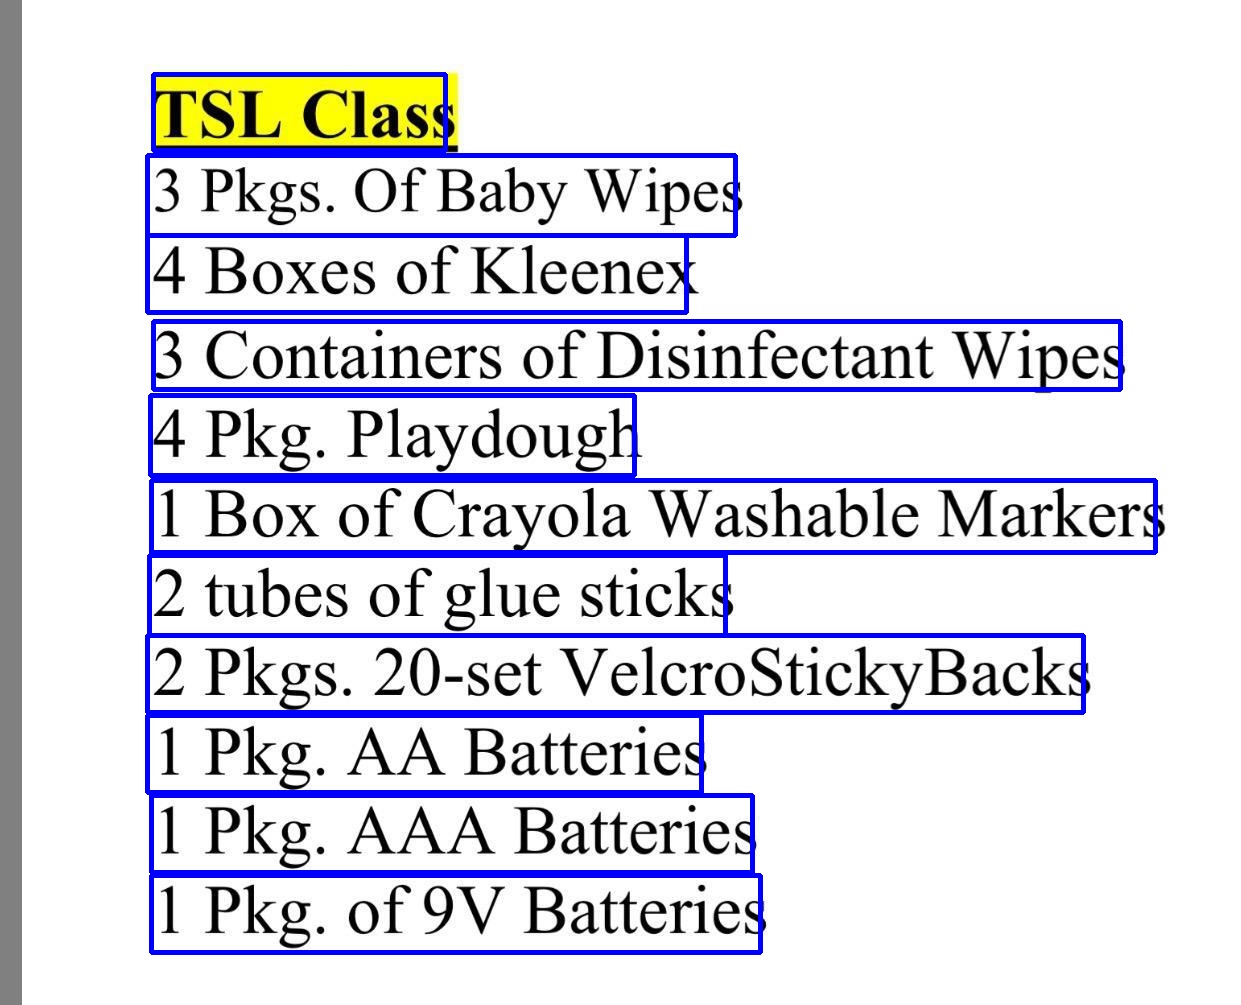 TSL Class
3 Pkgs. Of Baby Wipes
4 Boxes of Kleenex
3 Containers of Disinfectant Wipes
4 Pkg. Playdough
1 Box of Crayola Washable Markers
2 tubes of glue sticks
2 Pkgs. 20-set VelcroStickyBacks
1 Pkg. AA Batteries
1 Pkg. AAA Batteries
1 Pkg. of 9V Batteries